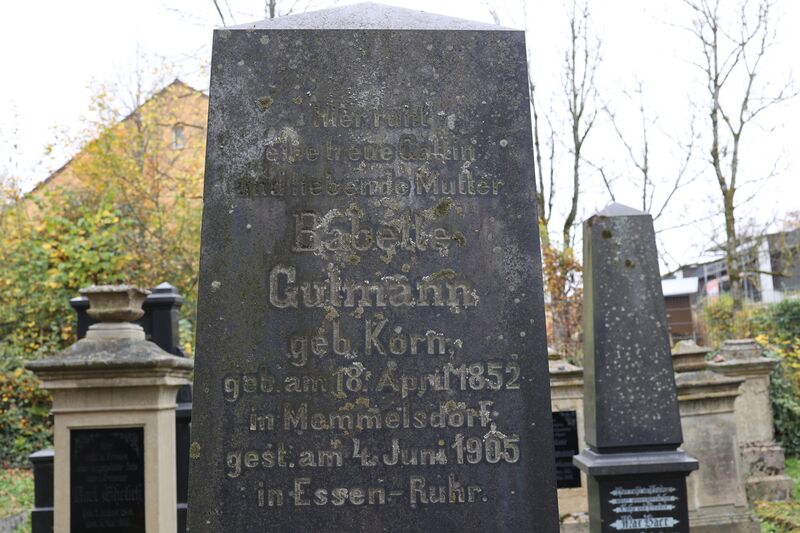 Hier ruht
eine treue Gattin
und liebende Mutter
Babette
Gutmann
geb. Korn,
geb. am 18. April 1852
in Memmelsdorf,
gest. am 4. Juni 1905
in Essen-Ruhr.